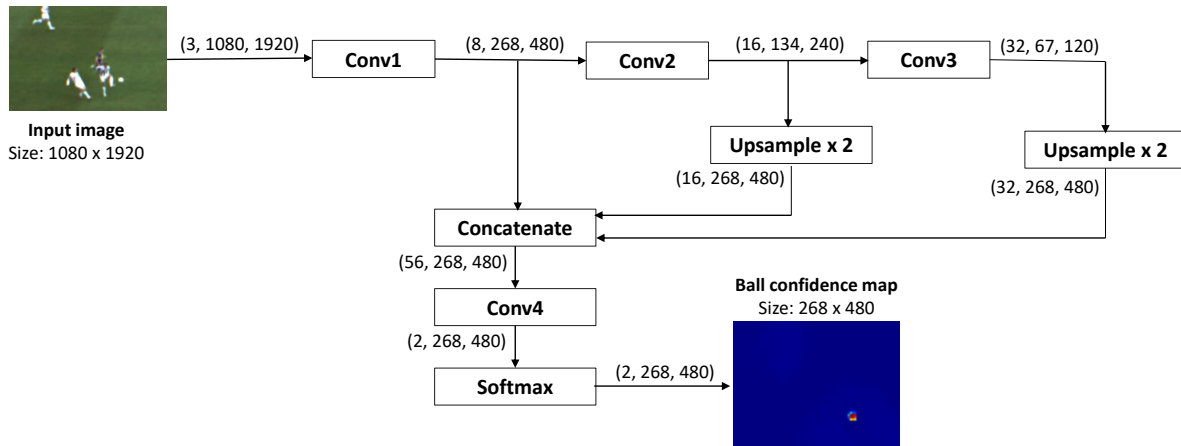 (3, 1080, 1920)
Conv1
(8, 268, 480)
Conv2
(16, 134, 240)
Conv3
(32, 67, 120)
Input image
Size: 1080 x 1920
Upsample x 2
Upsample x 2
(16, 268, 480)
(32, 268, 480)
Concatenate
(56, 268, 480)
Conv4
(2, 268, 480)
Softmax
(2, 268, 480)
Ball confidence map
Size: 268 x 480